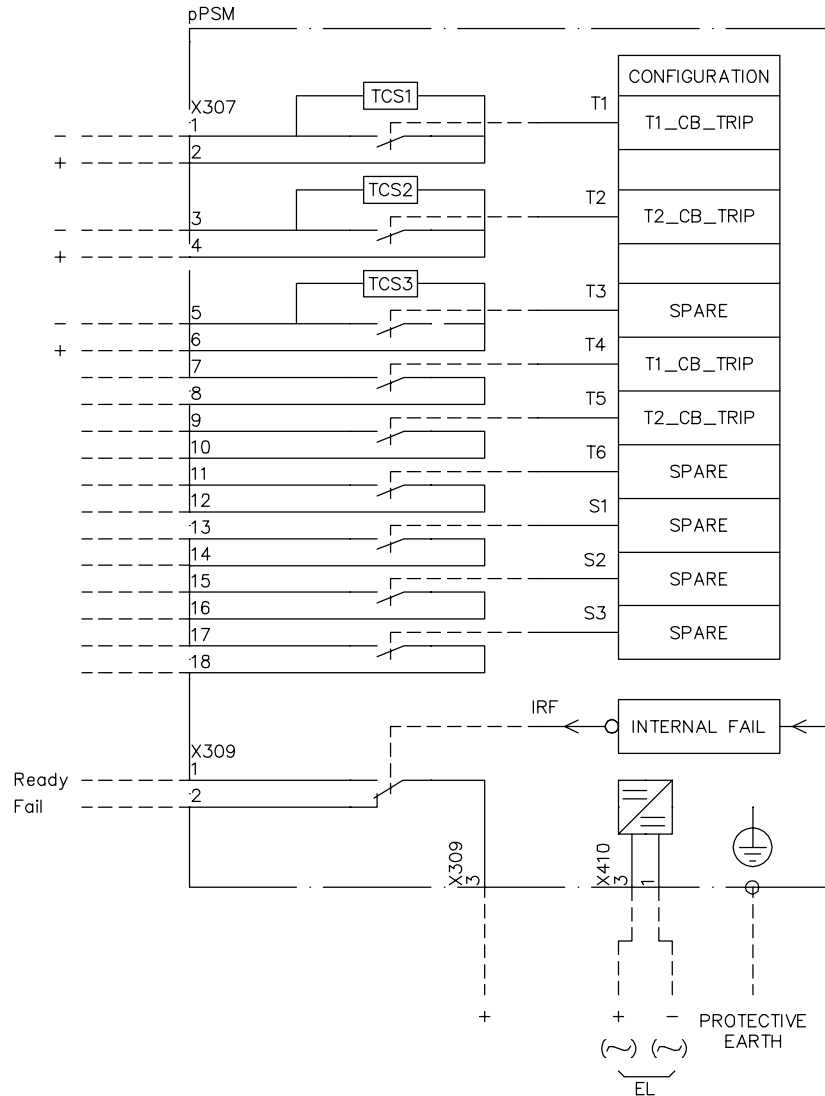 pPSM
CONFIGURATION
X307
TCS1
T1
T1_CB_TRIP
1
-
2
+
TCS2
T2
T2_CB_TRIP
3
-
4
+
TCS3
T3
SPARE
5
-
6
+
T4
T1_CB_TRIP
7
8
T5
T2_CB_TRIP
9
10
T6
SPARE
11
12
S1
SPARE
13
14
S2
SPARE
15
16
S3
SPARE
17
18
IRF
INTERNAL FAIL
X309
1
Ready
2
Fail
X309
3
X410
3
1
+
+
-
PROTECTIVE
EARTH
(~)
(~)
EL